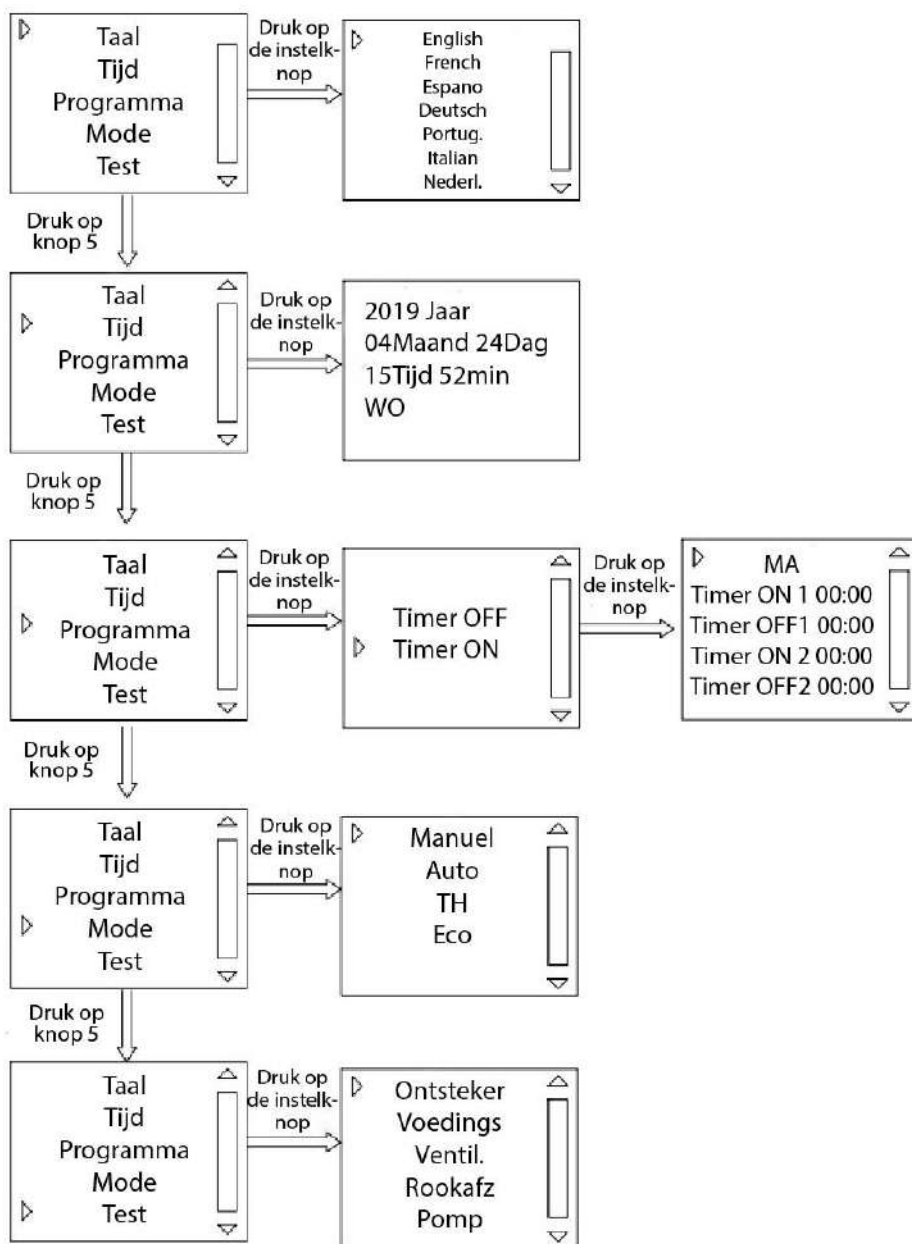 Taal
Tijd
Programma
Mode
Test
Druk op
de instelk-
nop
English
French
Espano
Deutsch
Portug.
Italian
Nederl.
Druk op
knop 5
Taal
Tijd
Programma
Mode
Test
Druk op
de instelk-
nop
2019 Jaar
04Maand 24Dag
15Tijd 52min
WO
Druk op
knop 5
Taal
Tijd
Programma
Mode
Test
Druk op
de instelk-
nop
Timer OFF
Timer ON
Druk op
de instelk-
nop
MA
Timer ON 1 00:00
Timer OFF1 00:00
Timer ON 2 00:00
Timer OFF2 00:00
Druk op
knop 5
Taal
Tijd
Programma
Mode
Test
Druk op
de instelk-
nop
Manuel
Auto
TH
Eco
Druk op
knop 5
Taal
Tijd
Programma
Mode
Test
Druk op
de instelk-
nop
Ontsteker
Voedings
Ventil.
Rookafz
Pomp